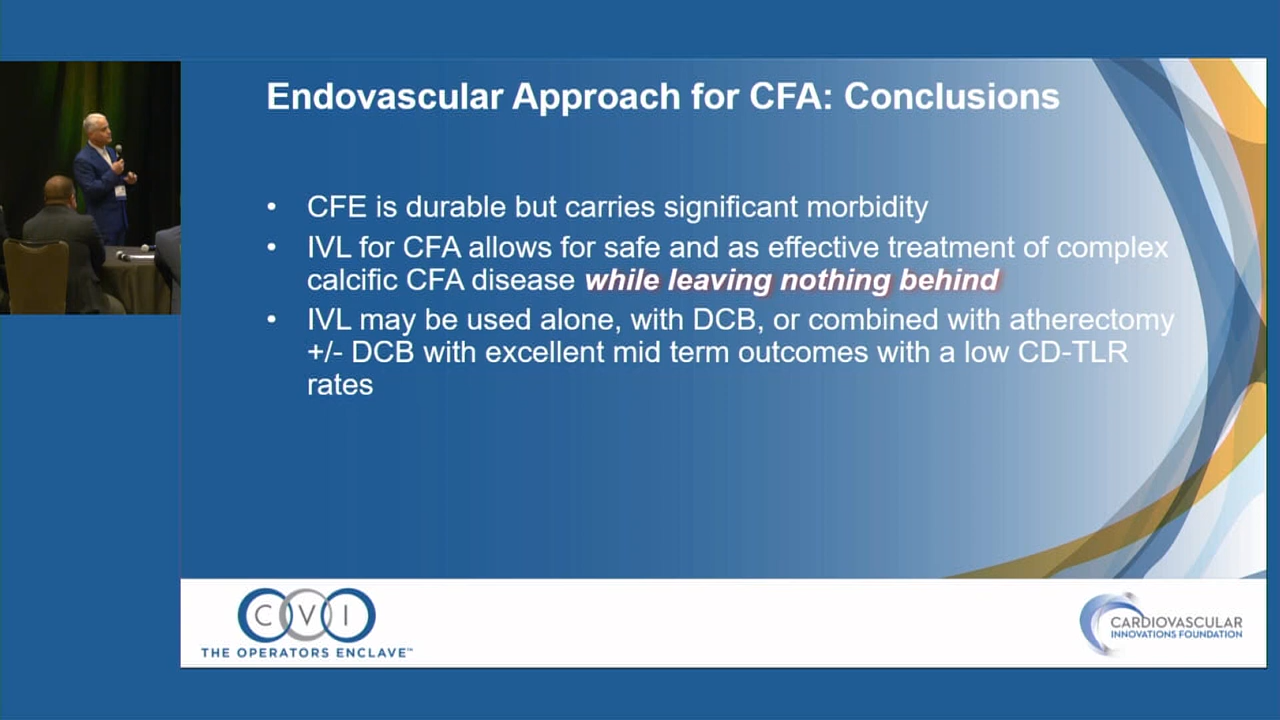 Endovascular Approach for CFA: Conclusions
• CFE is durable but carries significant morbidity
• IVL for CFA allows for safe and as effective treatment of complex
calcific CFA disease while leaving nothing behind
• IVL may be used alone, with DCB, or combined with atherectomy
+/- DCB with excellent mid term outcomes with a low CD-TLR
rates
CVI
THE OPERATORS ENCLAVE™
CARDIOVASCULAR
INNOVATIONS FOUNDATION